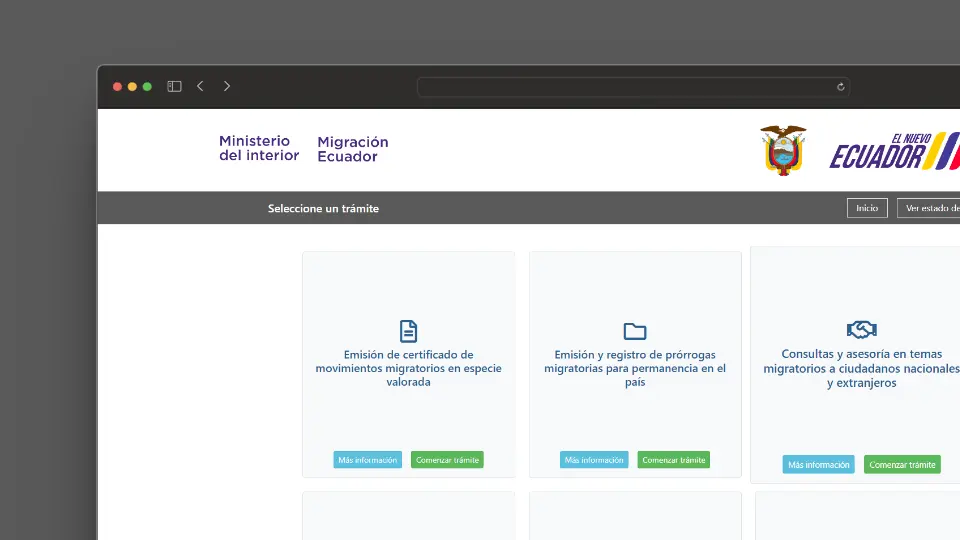 Ministerio
del interior
Migración
Ecuador
EL NUEVO
ECUADOR
Seleccione un trámite
Inicio
Ver estado de
Emisión de certificado de
movimientos migratorios en especie
valorada
Más información
Comenzar trámite
Emisión y registro de prórrogas
migratorias para permanencia en el
país
Más información
Comenzar trámite
Consultas y asesoría en temas
migratorios a ciudadanos nacionales
y extranjeros
Más información
Comenzar trámite